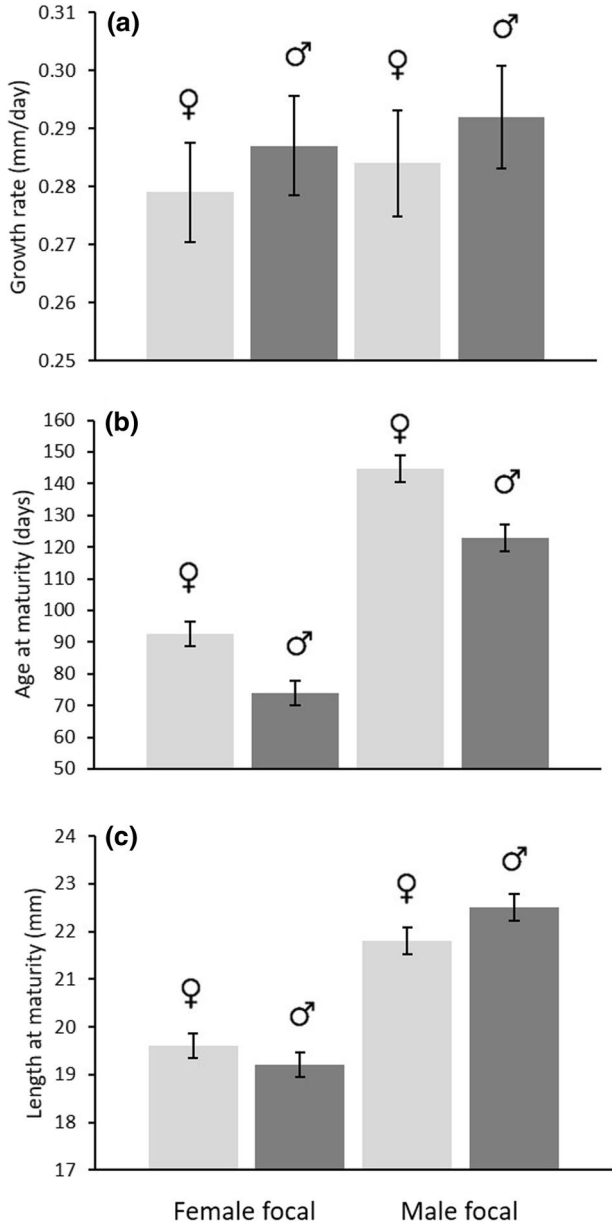 (a)
Growth rate (mm/day)
0.31
0.30
0.29
0.28
0.27
0.26
0.25
♀ ♂ ♀ ♂
(b)
Age at maturity (days)
160
150
140
130
120
110
100
90
80
70
60
50
♀ ♂ ♀ ♂
(c)
Length at maturity (mm)
24
23
22
21
20
19
18
17
♀ ♂ ♀ ♂
Female focal Male focal